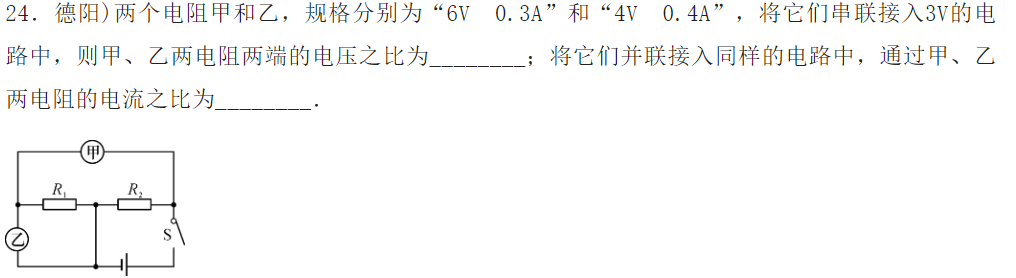 24. 德阳)两个电阻甲和乙，规格分别为“6V 0.3A”和“4V 0.4A”，将它们串联接入3V的电
路中，则甲、乙两电阻两端的电压之比为________；将它们并联接入同样的电路中，通过甲、乙
两电阻的电流之比为________．
甲
R₁ R₂
乙 S